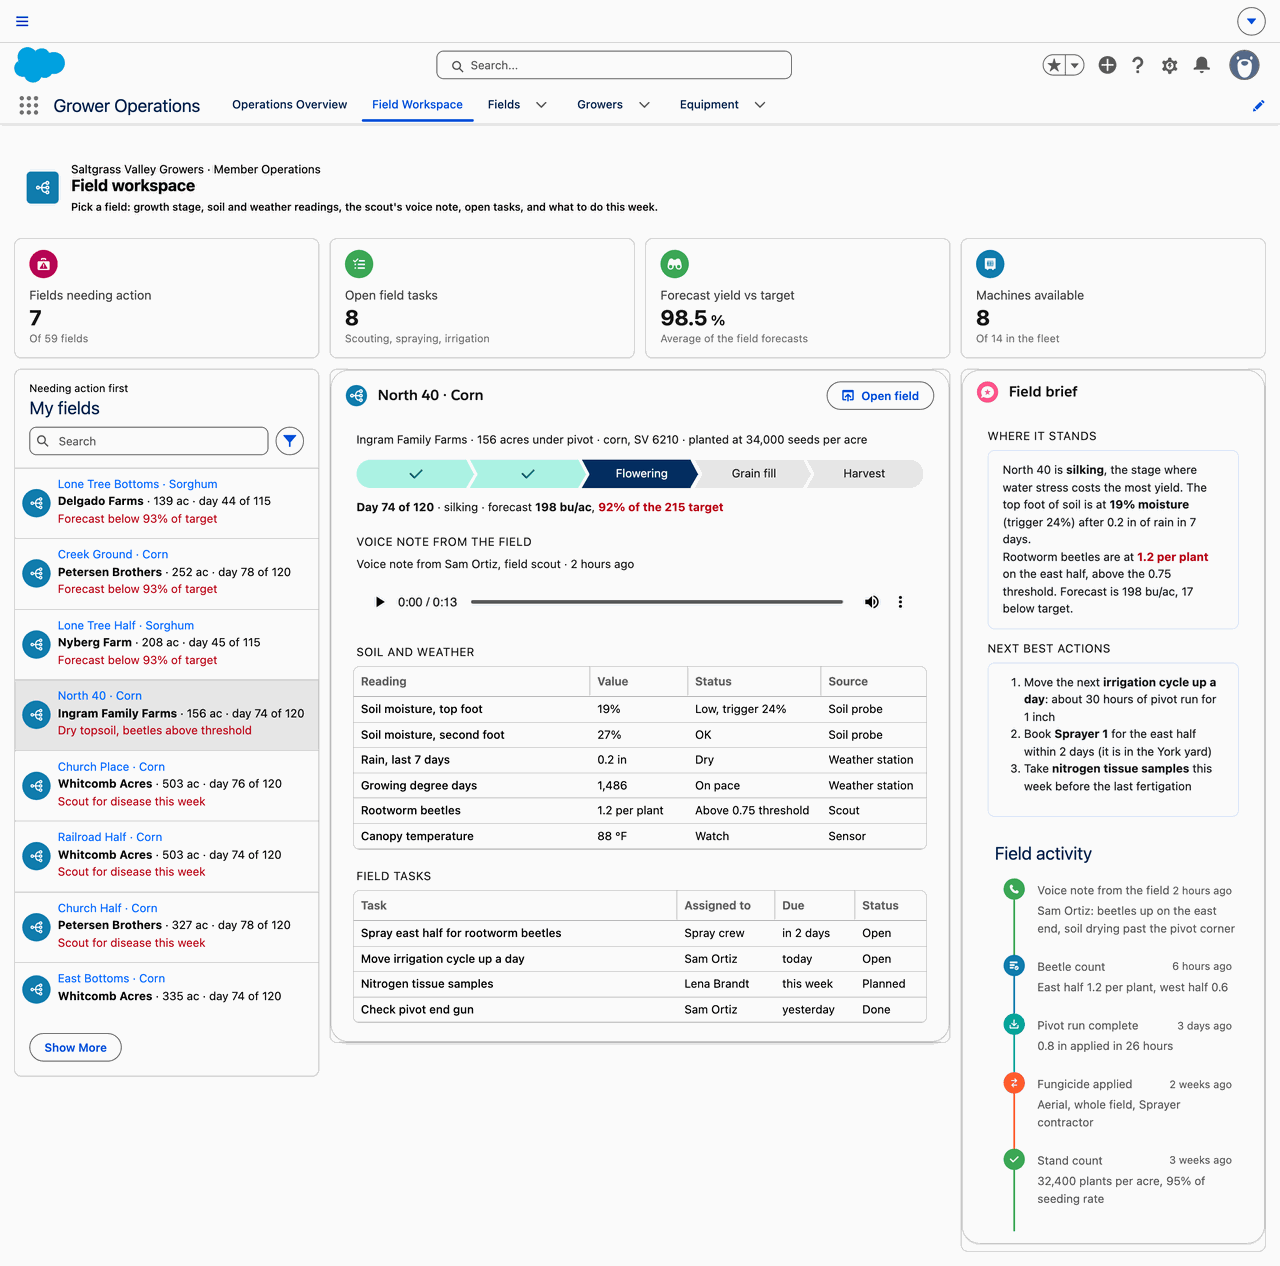 Search...
Grower Operations
Operations Overview
Field Workspace
Fields
Growers
Equipment
Saltgrass Valley Growers · Member Operations
Field workspace
Pick a field: growth stage, soil and weather readings, the scout's voice note, open tasks, and what to do this week.
Fields needing action
7
Of 59 fields
Open field tasks
8
Scouting, spraying, irrigation
Forecast yield vs target
98.5 %
Average of the field forecasts
Machines available
8
Of 14 in the fleet
Needing action first
My fields
Search
Lone Tree Bottoms · Sorghum
Delgado Farms · 139 ac · day 44 of 115
Forecast below 93% of target
Creek Ground · Corn
Petersen Brothers · 252 ac · day 78 of 120
Forecast below 93% of target
Lone Tree Half · Sorghum
Nyberg Farm · 208 ac · day 45 of 115
Forecast below 93% of target
North 40 · Corn
Ingram Family Farms · 156 ac · day 74 of 120
Dry topsoil, beetles above threshold
Church Place · Corn
Whitcomb Acres · 503 ac · day 76 of 120
Scout for disease this week
Railroad Half · Corn
Whitcomb Acres · 503 ac · day 74 of 120
Scout for disease this week
Church Half · Corn
Petersen Brothers · 327 ac · day 78 of 120
Scout for disease this week
East Bottoms · Corn
Whitcomb Acres · 335 ac · day 74 of 120
Show More
North 40 · Corn
Open field
Ingram Family Farms · 156 acres under pivot · corn, SV 6210 · planted at 34,000 seeds per acre
Flowering
Grain fill
Harvest
Day 74 of 120 · silking · forecast 198 bu/ac, 92% of the 215 target
VOICE NOTE FROM THE FIELD
Voice note from Sam Ortiz, field scout · 2 hours ago
0:00 / 0:13
SOIL AND WEATHER
Reading Value Status Source
Soil moisture, top foot 19% Low, trigger 24% Soil probe
Soil moisture, second foot 27% OK Soil probe
Rain, last 7 days 0.2 in Dry Weather station
Growing degree days 1,486 On pace Weather station
Rootworm beetles 1.2 per plant Above 0.75 threshold Scout
Canopy temperature 88 °F Watch Sensor
FIELD TASKS
Task Assigned to Due Status
Spray east half for rootworm beetles Spray crew in 2 days Open
Move irrigation cycle up a day Sam Ortiz today Open
Nitrogen tissue samples Lena Brandt this week Planned
Check pivot end gun Sam Ortiz yesterday Done
Field brief
WHERE IT STANDS
North 40 is silking, the stage where
water stress costs the most yield. The
top foot of soil is at 19% moisture
(trigger 24%) after 0.2 in of rain in 7
days.
Rootworm beetles are at 1.2 per plant
on the east half, above the 0.75
threshold. Forecast is 198 bu/ac, 17
below target.
NEXT BEST ACTIONS
1. Move the next irrigation cycle up a
day: about 30 hours of pivot run for
1 inch
2. Book Sprayer 1 for the east half
within 2 days (it is in the York yard)
3. Take nitrogen tissue samples this
week before the last fertigation
Field activity
Voice note from the field 2 hours ago
Sam Ortiz: beetles up on the east
end, soil drying past the pivot corner
Beetle count 6 hours ago
East half 1.2 per plant, west half 0.6
Pivot run complete 3 days ago
0.8 in applied in 26 hours
Fungicide applied 2 weeks ago
Aerial, whole field, Sprayer
contractor
Stand count 3 weeks ago
32,400 plants per acre, 95% of
seeding rate